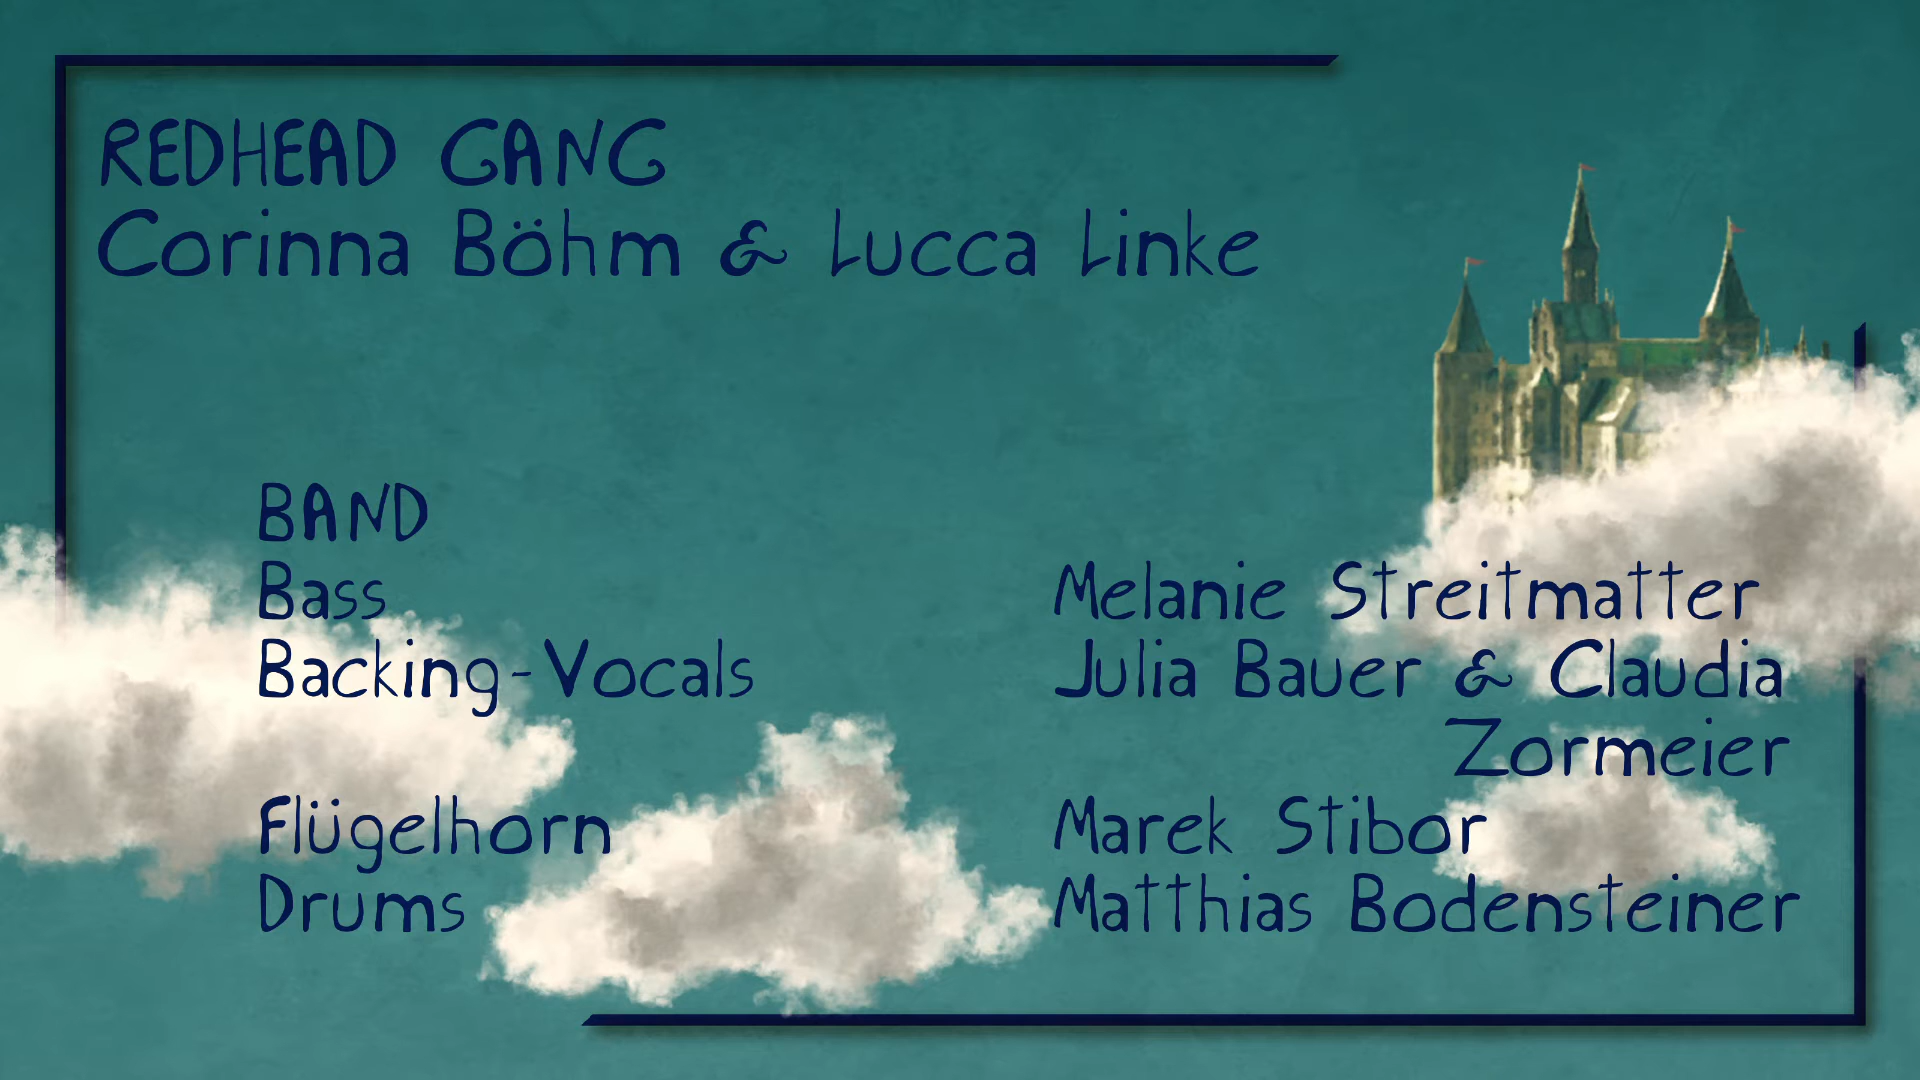 REDHEAD GANG
Corinna Böhm & Lucca Linke
BAND
Bass Melanie Streitmatter
Backing-Vocals Julia Bauer & Claudia
Zormeier
Flügelhorn Marek Stibor
Drums Matthias Bodensteiner